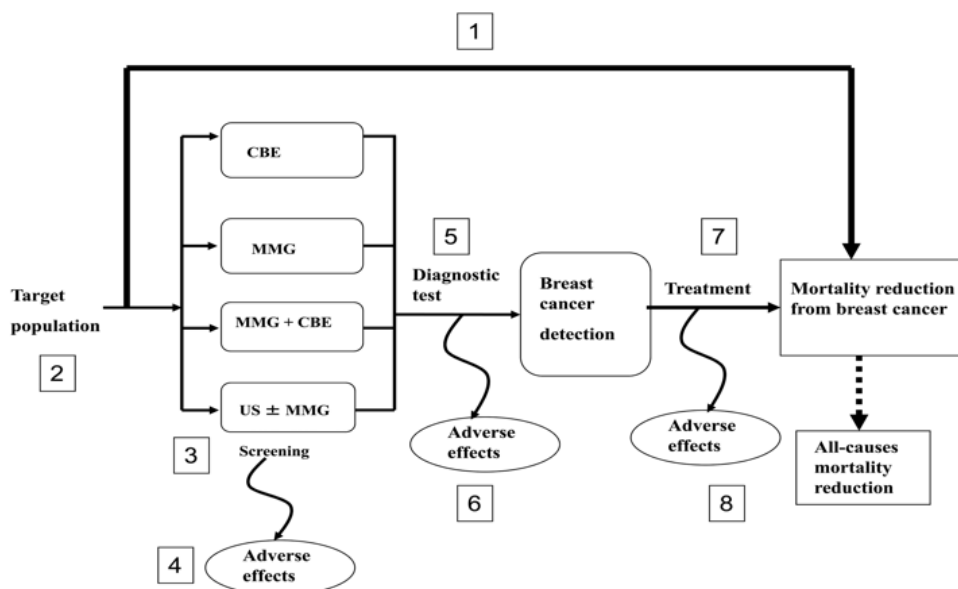 1
CBE
MMG
MMG + CBE
US ± MMG
Target
population
2
3
Screening
4
Adverse
effects
5
Diagnostic
test
Adverse
effects
6
Breast
cancer
detection
7
Treatment
Adverse
effects
8
Mortality reduction
from breast cancer
All-causes
mortality
reduction